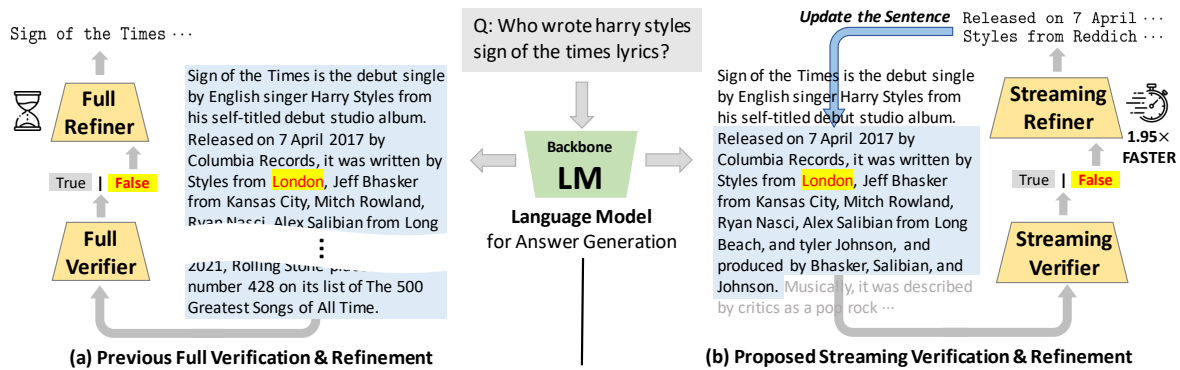 Sign of the Times ...
Full
Refiner
True | False
Full
Verifier
Sign of the Times is the debut single
by English singer Harry Styles from
his self-titled debut studio album.
Released on 7 April 2017 by
Columbia Records, it was written by
Styles from London, Jeff Bhasker
from Kansas City, Mitch Rowland,
Ryan Nasci, Alex Salibian from Long
⋮
2021, Rolling Stone
number 428 on its list of The 500
Greatest Songs of All Time.
(a) Previous Full Verification & Refinement
Q: Who wrote harry styles
sign of the times lyrics?
Backbone
LM
Language Model
for Answer Generation
Update the Sentence
Released on 7 April ...
Styles from Reddich ...
Sign of the Times is the debut single
by English singer Harry Styles from
his self-titled debut studio album.
Released on 7 April 2017 by
Columbia Records, it was written by
Styles from London, Jeff Bhasker
from Kansas City, Mitch Rowland,
Ryan Nasci, Alex Salibian from Long
Beach, and tyler Johnson, and
produced by Bhasker, Salibian, and
Johnson. Musically, it was described
by critics as a pop rock ...
Streaming
Refiner
1.95×
FASTER
True | False
Streaming
Verifier
(b) Proposed Streaming Verification & Refinement